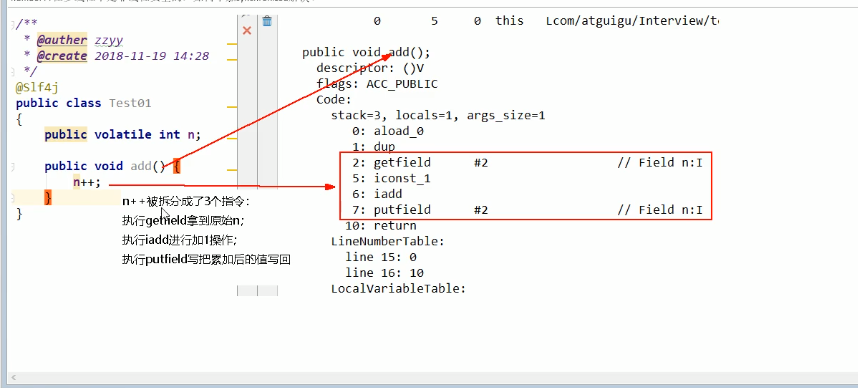 /**
* @auther zzyy
* @create 2018-11-19 14:28
*/
@Slf4j
public class Test01
{
public volatile int n;
public void add() {
n++;
}
}
n++被拆分成了3个指令：
执行getfield拿到原始n;
执行iadd进行加1操作;
执行putfield写把累加后的值写回
0 5 0 this Lcom/atguigu/Interview/t
public void add();
descriptor: ()V
flags: ACC_PUBLIC
Code:
stack=3, locals=1, args_size=1
0: aload_0
1: dup
2: getfield #2 // Field n:I
5: iconst_1
6: iadd
7: putfield #2 // Field n:I
10: return
LineNumberTable:
line 15: 0
line 16: 10
LocalVariableTable: